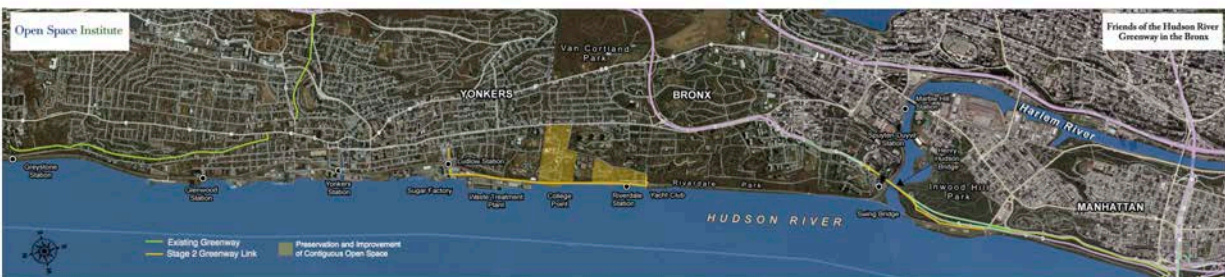 Open Space Institute
Friends of the Hudson River
Greenway in the Bronx
Van Cortland
Park
YONKERS
BRONX
Marble Hill
Harlem River
Spuyten Duyvil
Station
Henry
Hudson
Bridge
Inwood Hill
Park
MANHATTAN
Greystone
Station
Glenwood
Station
Yonkers
Station
Ludlow Station
Sugar Factory
Waste Treatment
Plant
College
Point
Riverdale
Station
Yacht Club
Riverdale Park
Swing Bridge
HUDSON RIVER
Existing Greenway
Stage 2 Greenway Link
Preservation and Improvement
of Contiguous Open Space